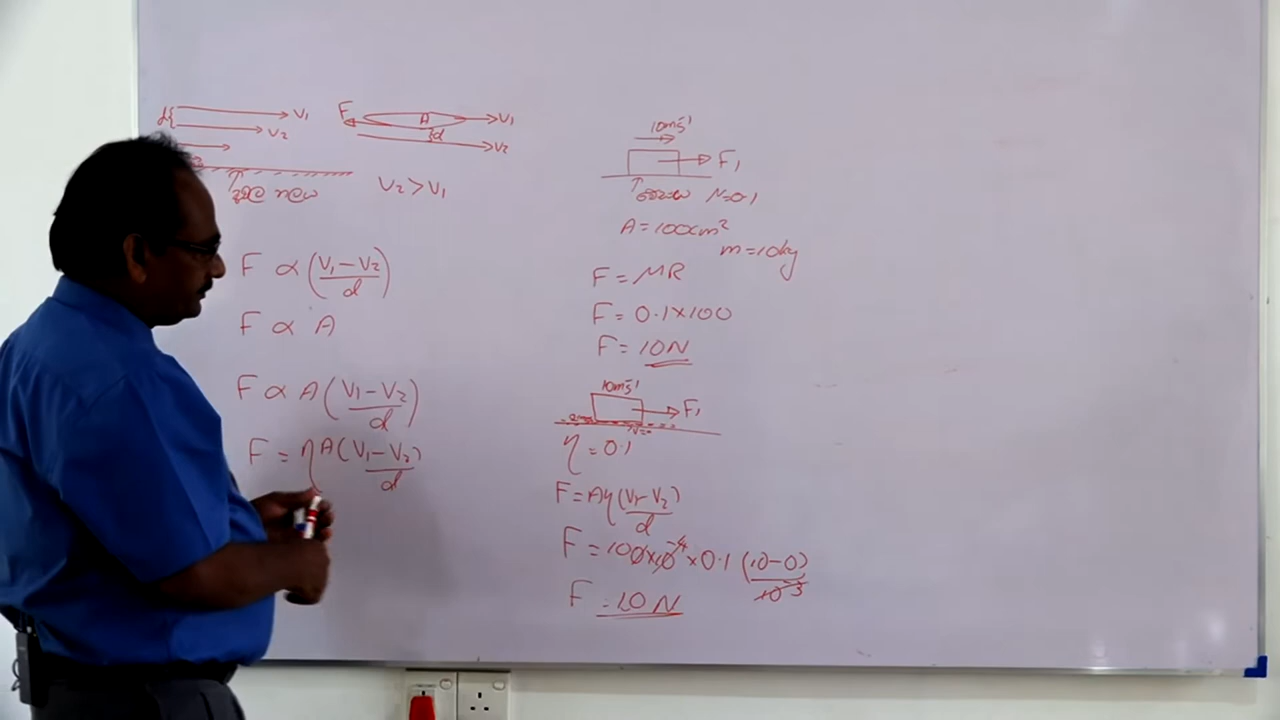 d{ V₁
V₂
F A V₁
d
V₂
V₂ > V₁
F ∝ (V₁ - V₂ / d)
F ∝ A
F ∝ A (V₁ - V₂ / d)
F = ηA (V₁ - V₂) / d
10ms⁻¹
F₁
μ=0.1
A = 100cm²
m = 10kg
F = μR
F = 0.1×100
F = 10N
10ms⁻¹
F₁
η = 0.1
F = Aη (V₁-V₂) / d
F = 100×10⁻⁴ × 0.1 (10-0) / 10⁻³
F = 10N